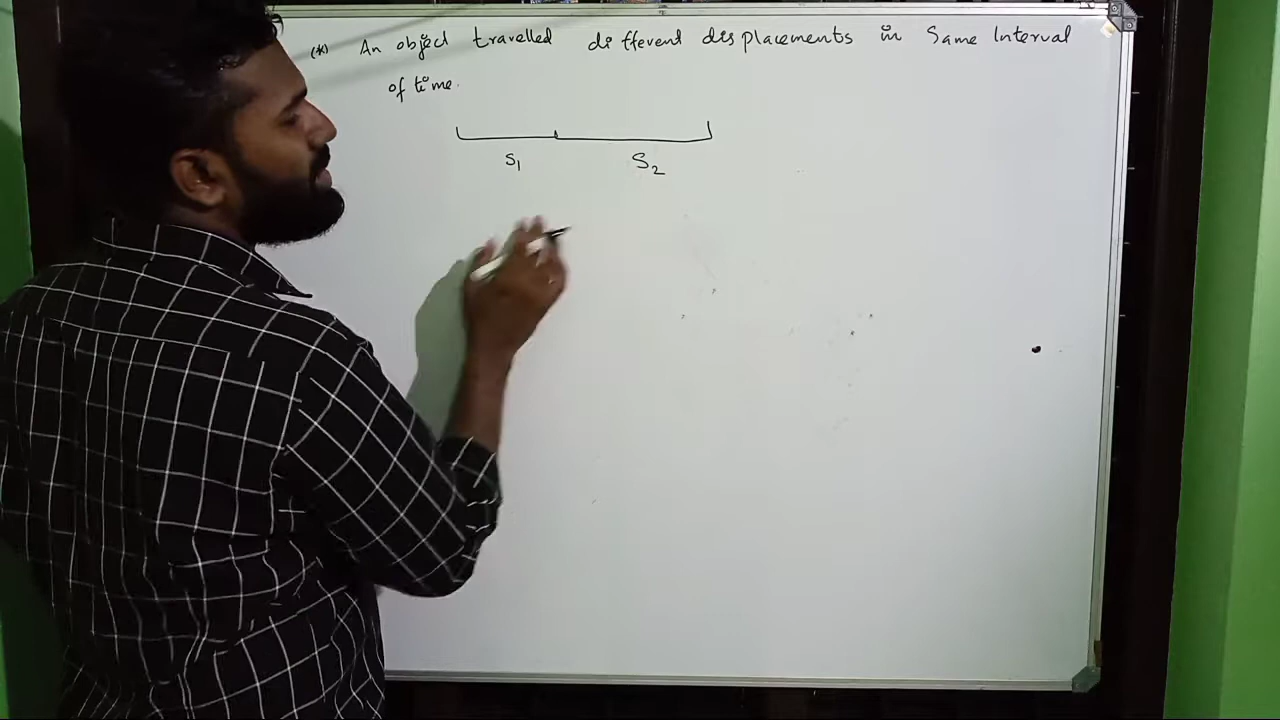 (*) An object travelled different displacements in Same Interval
of time.
S₁ S₂